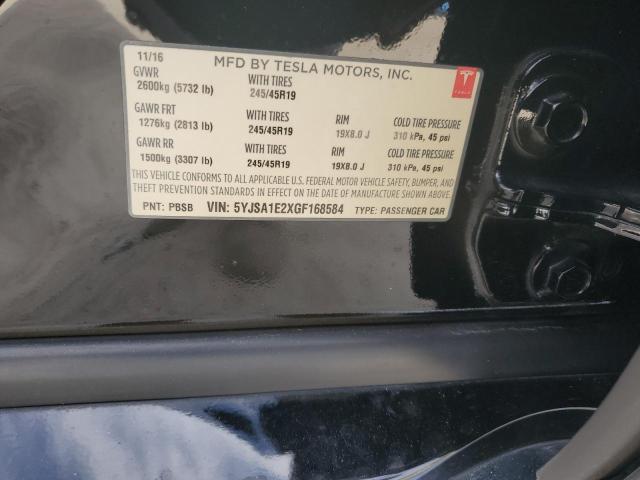 11/16 MFD BY TESLA MOTORS, INC.
GVWR WITH TIRES
2600kg (5732 lb) 245/45R19
TESLA
GAWR FRT WITH TIRES RIM COLD TIRE PRESSURE
1276kg (2813 lb) 245/45R19 19X8.0 J 310 kPa, 45 psi
GAWR RR WITH TIRES RIM COLD TIRE PRESSURE
1500kg (3307 lb) 245/45R19 19X8.0 J 310 kPa, 45 psi
THIS VEHICLE CONFORMS TO ALL APPLICABLE U.S. FEDERAL MOTOR VEHICLE SAFETY, BUMPER, AND
THEFT PREVENTION STANDARDS IN EFFECT ON THE DATE OF MANUFACTURE SHOWN ABOVE.
PNT: PBSB VIN: 5YJSA1E2XGF168584 TYPE: PASSENGER CAR